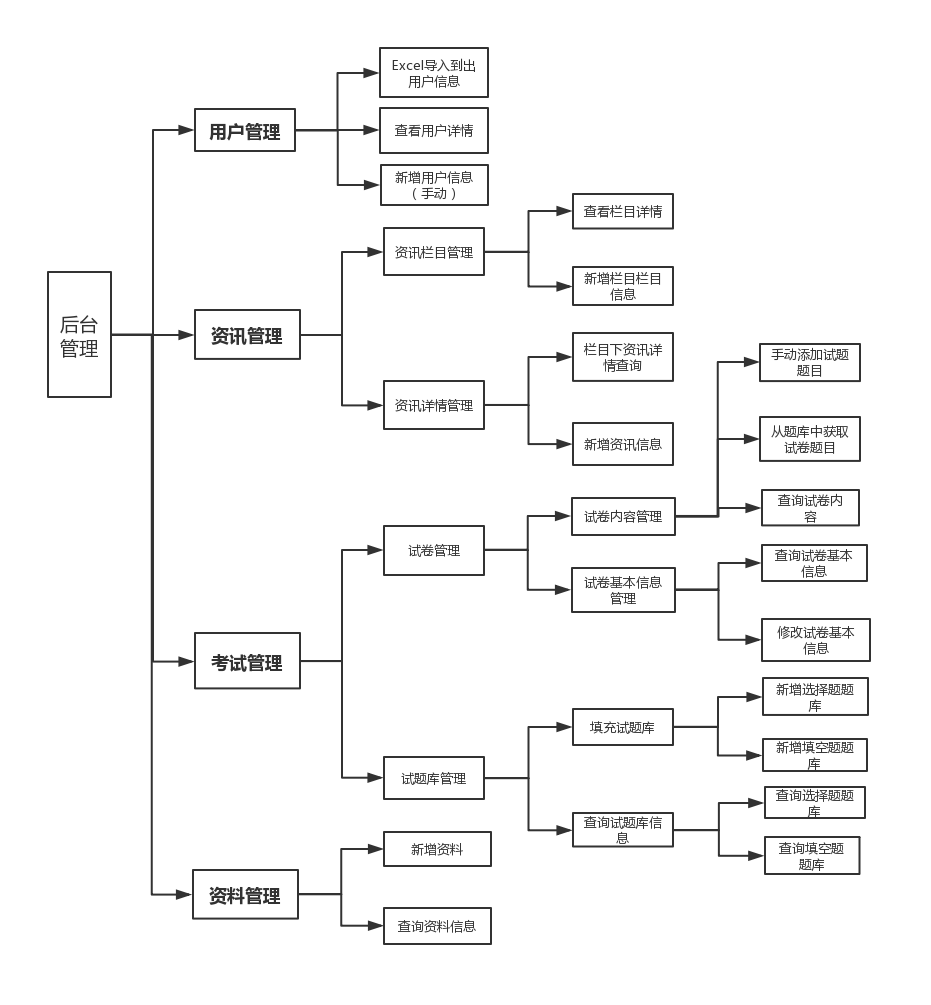 后台
管理
用户管理
Excel导入到出
用户信息
查看用户详情
新增用户信息
（手动）
资讯管理
资讯栏目管理
查看栏目详情
新增栏目栏目
信息
资讯详情管理
栏目下资讯详
情查询
新增资讯信息
考试管理
试卷管理
试卷内容管理
手动添加试题
题目
从题库中获取
试卷题目
查询试卷内
容
试卷基本信息
管理
查询试卷基本
信息
修改试卷基本
信息
试题库管理
填充试题库
新增选择题题
库
新增填空题题
库
查询试题库信
息
查询选择题题
库
查询填空题
题库
资料管理
新增资料
查询资料信息